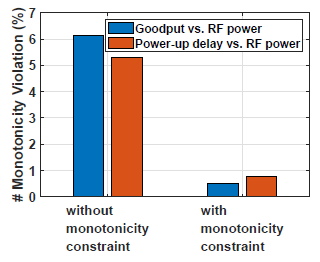 # Monotonicity Violation (%)
7
6
5
4
3
2
1
0
Goodput vs. RF power
Power-up delay vs. RF power
without
monotonicity
constraint
with
monotonicity
constraint